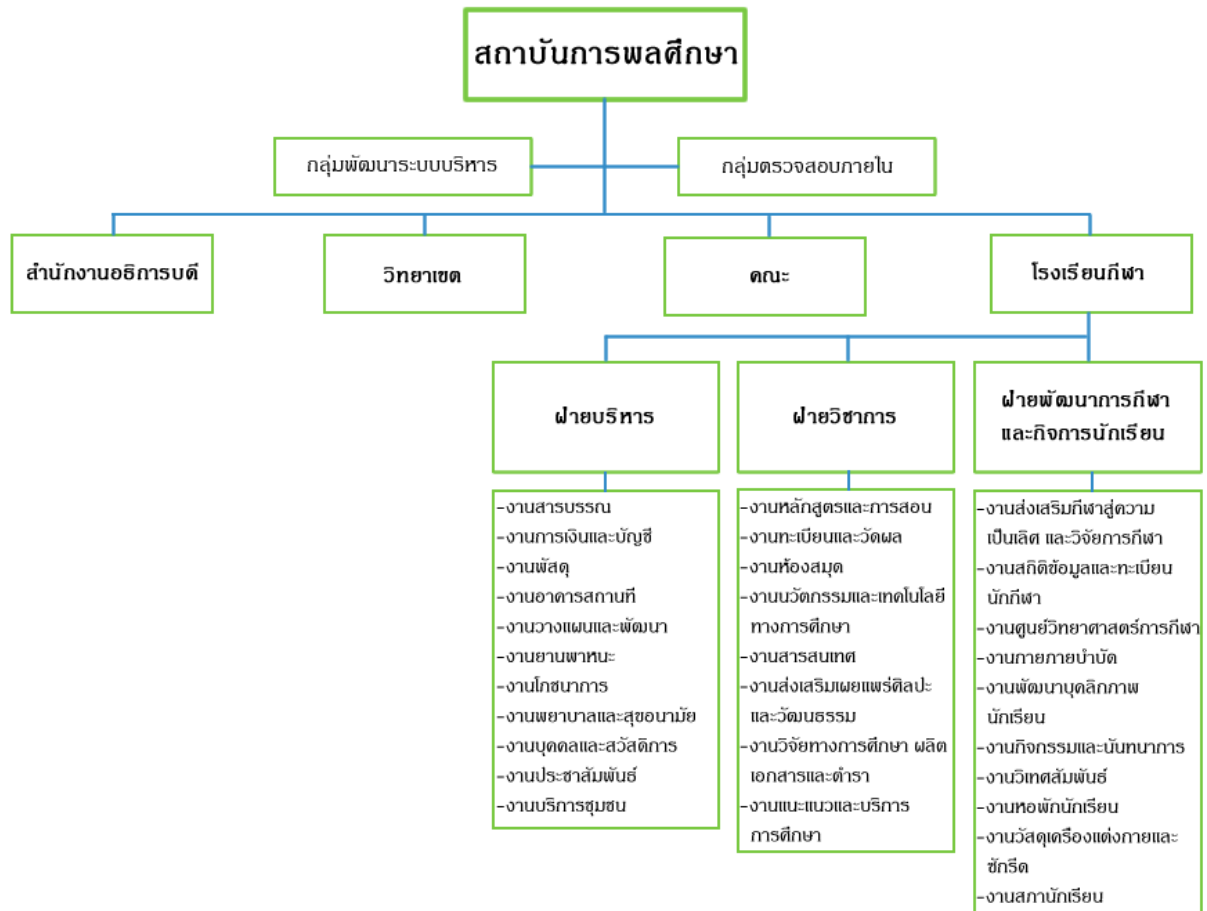 สถาบันการพลศึกษา
กลุ่มพัฒนาระบบบริหาร
กลุ่มตรวจสอบภายใน
สำนักงานอธิการบดี
วิทยาเขต
คณะ
โรงเรียนกีฬา
ฝ่ายบริหาร
ฝ่ายวิชาการ
ฝ่ายพัฒนาการกีฬา
และกิจการนักเรียน
-งานสารบรรณ
-งานการเงินและบัญชี
-งานพัสดุ
-งานอาคารสถานที่
-งานวางแผนและพัฒนา
-งานยานพาหนะ
-งานโภชนาการ
-งานพยาบาลและสุขอนามัย
-งานบุคคลและสวัสดิการ
-งานประชาสัมพันธ์
-งานบริการชุมชน
-งานหลักสูตรและการสอน
-งานทะเบียนและวัดผล
-งานห้องสมุด
-งานนวัตกรรมและเทคโนโลยี
ทางการศึกษา
-งานสารสนเทศ
-งานส่งเสริมเผยแพร่ศิลปะ
และวัฒนธรรม
-งานวิจัยทางการศึกษา ผลิต
เอกสารและตำรา
-งานแนะแนวและบริการ
การศึกษา
-งานส่งเสริมกีฬาสู่ความ
เป็นเลิศ และวิจัยการกีฬา
-งานสถิติข้อมูลและทะเบียน
นักกีฬา
-งานศูนย์วิทยาศาสตร์การกีฬา
-งานกายภายบำบัด
-งานพัฒนาบุคลิกภาพ
นักเรียน
-งานกิจกรรมและนันทนาการ
-งานวิเทศสัมพันธ์
-งานหอพักนักเรียน
-งานวัสดุเครื่องแต่งกายและ
ซักรีด
-งานสภานักเรียน